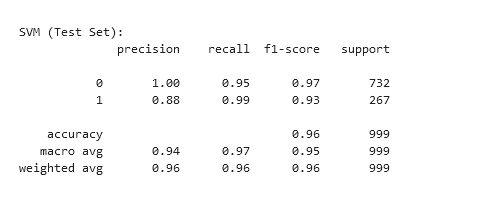 SVM (Test Set):
precision recall f1-score support
0 1.00 0.95 0.97 732
1 0.88 0.99 0.93 267
accuracy 0.96 999
macro avg 0.94 0.97 0.95 999
weighted avg 0.96 0.96 0.96 999